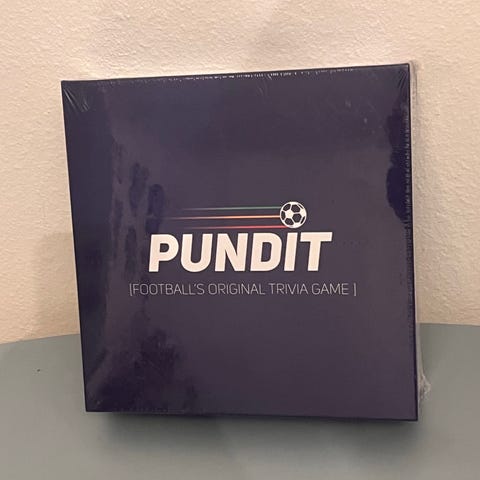 PUNDIT
[FOOTBALL'S ORIGINAL TRIVIA GAME ]